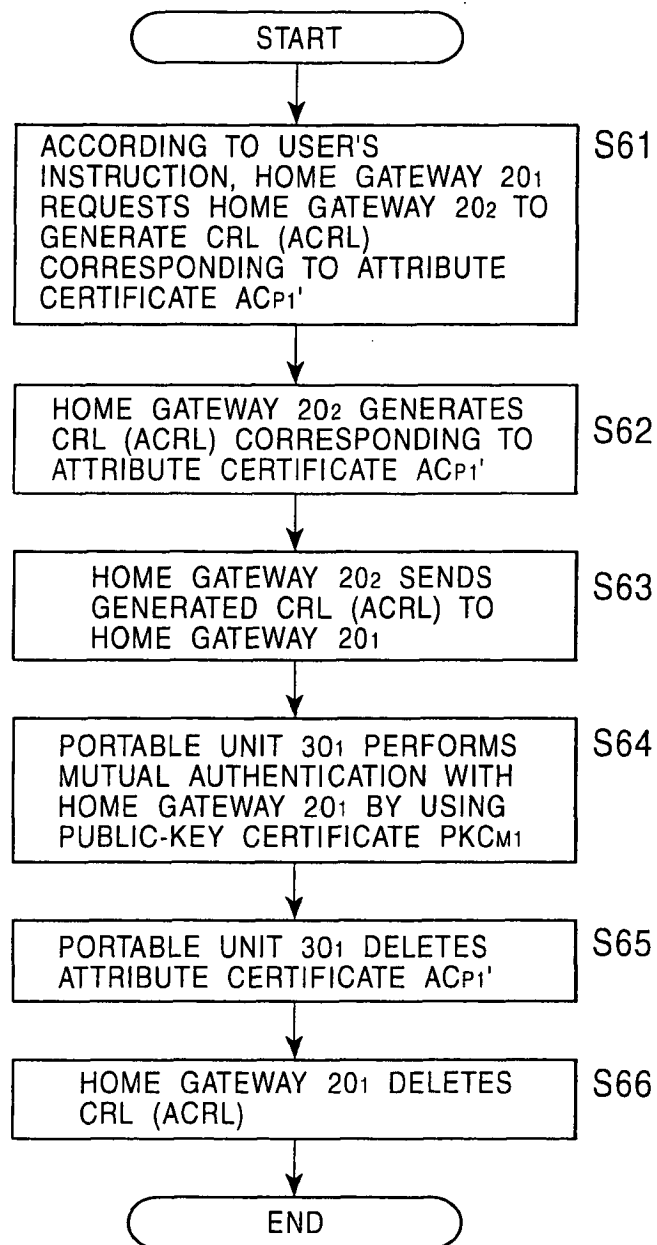 START
ACCORDING TO USER'S
INSTRUCTION, HOME GATEWAY 201
REQUESTS HOME GATEWAY 202 TO
GENERATE CRL (ACRL)
CORRESPONDING TO ATTRIBUTE
CERTIFICATE ACP1'
S61
HOME GATEWAY 202 GENERATES
CRL (ACRL) CORRESPONDING TO
ATTRIBUTE CERTIFICATE ACP1'
S62
HOME GATEWAY 202 SENDS
GENERATED CRL (ACRL) TO
HOME GATEWAY 201
S63
PORTABLE UNIT 301 PERFORMS
MUTUAL AUTHENTICATION WITH
HOME GATEWAY 201 BY USING
PUBLIC-KEY CERTIFICATE PKCM1
S64
PORTABLE UNIT 301 DELETES
ATTRIBUTE CERTIFICATE ACP1'
S65
HOME GATEWAY 201 DELETES
CRL (ACRL)
S66
END